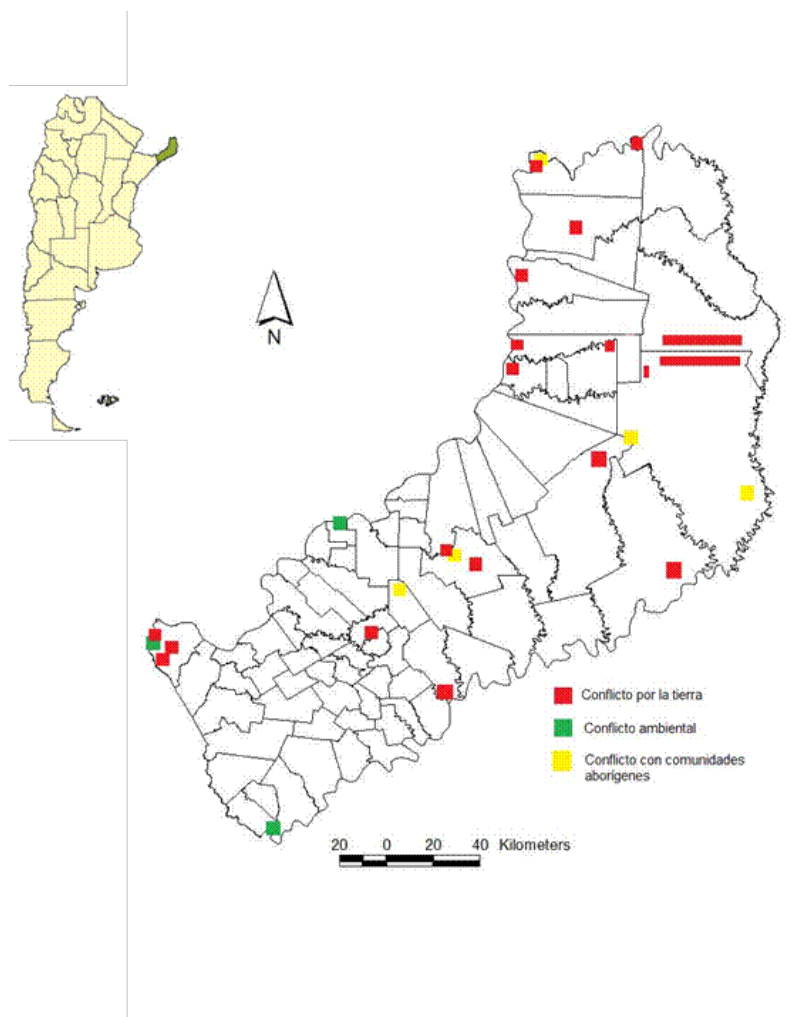 N
Conflicto por la tierra
Conflicto ambiental
Conflicto con comunidades
aborígenes
20 0 20 40 Kilometers